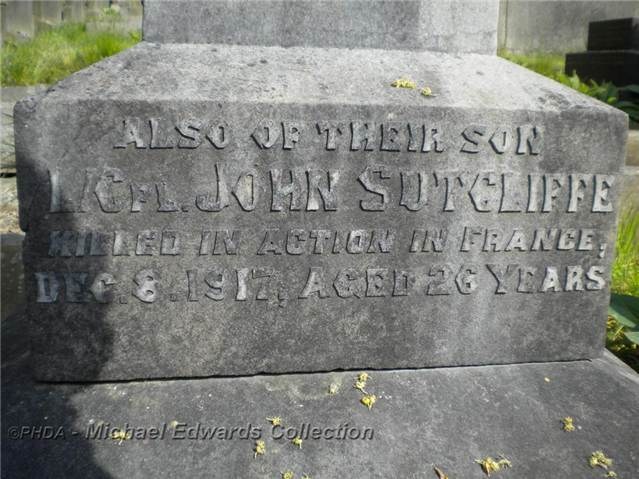 ALSO OF THEIR SON
L/CPL. JOHN SUTCLIFFE
KILLED IN ACTION IN FRANCE,
DEC. 8. 1917, AGED 26 YEARS
©PHDA - Michael Edwards Collection